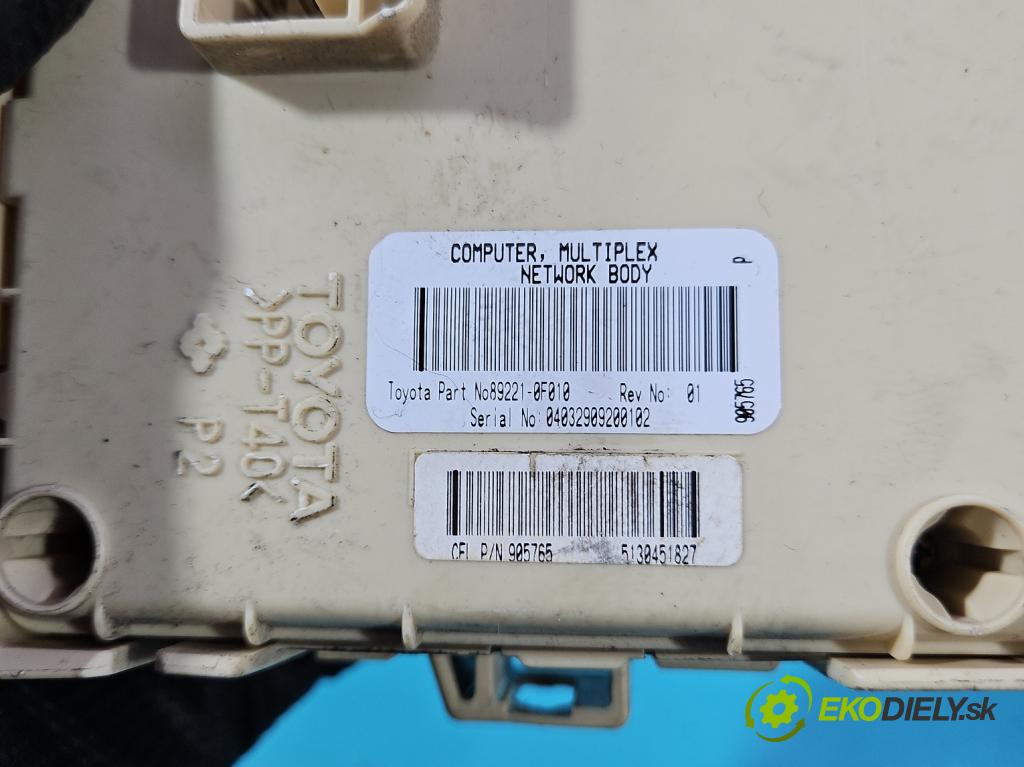 COMPUTER, MULTIPLEX
NETWORK BODY
P
Toyota Part No89221-0F010 Rev No: 01
Serial No:04032909200102
905765
CFL P/N 905765 5130451827
TOYOTA
>PP-T40<
P2
EKODIELY.sk